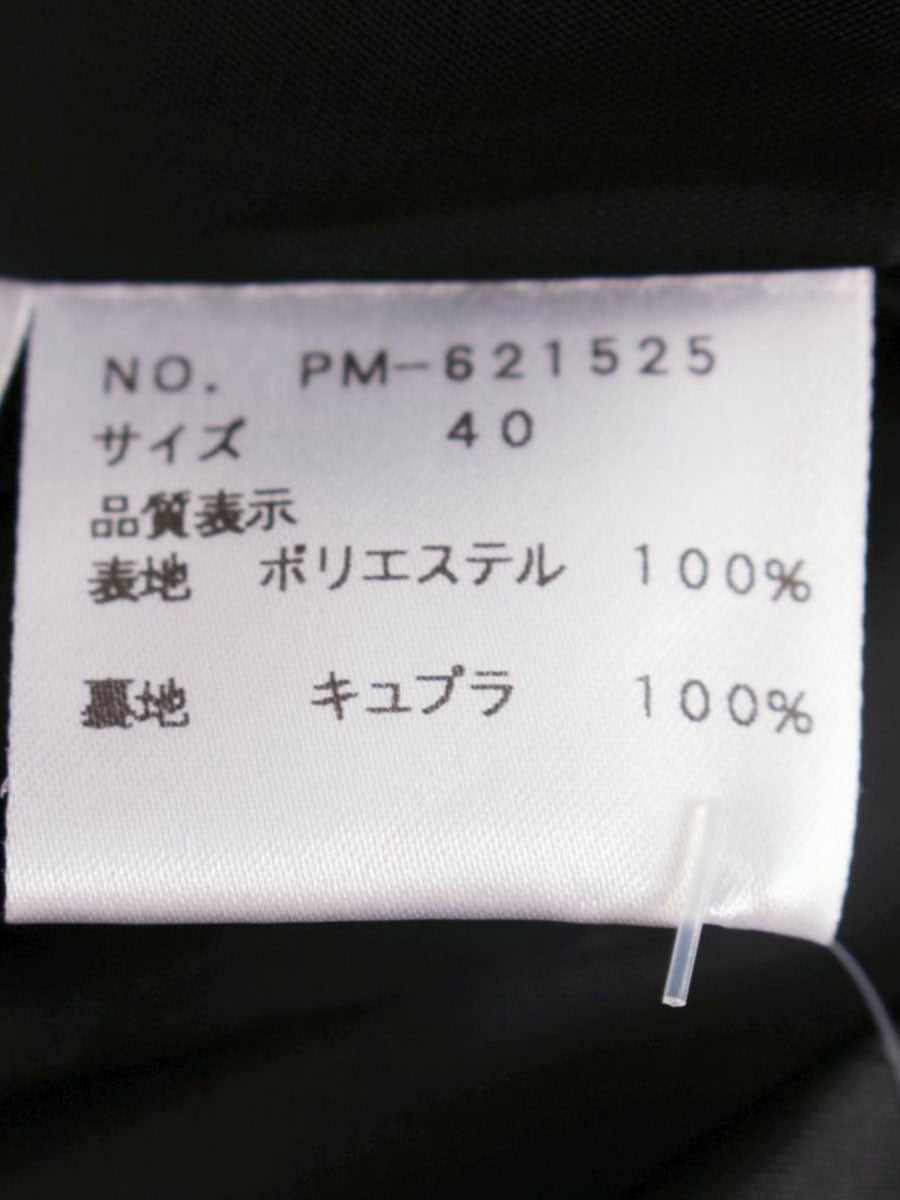 NO. PM-621525
サイズ 40
品質表示
表地 ポリエステル 100%
裏地 キュプラ 100%